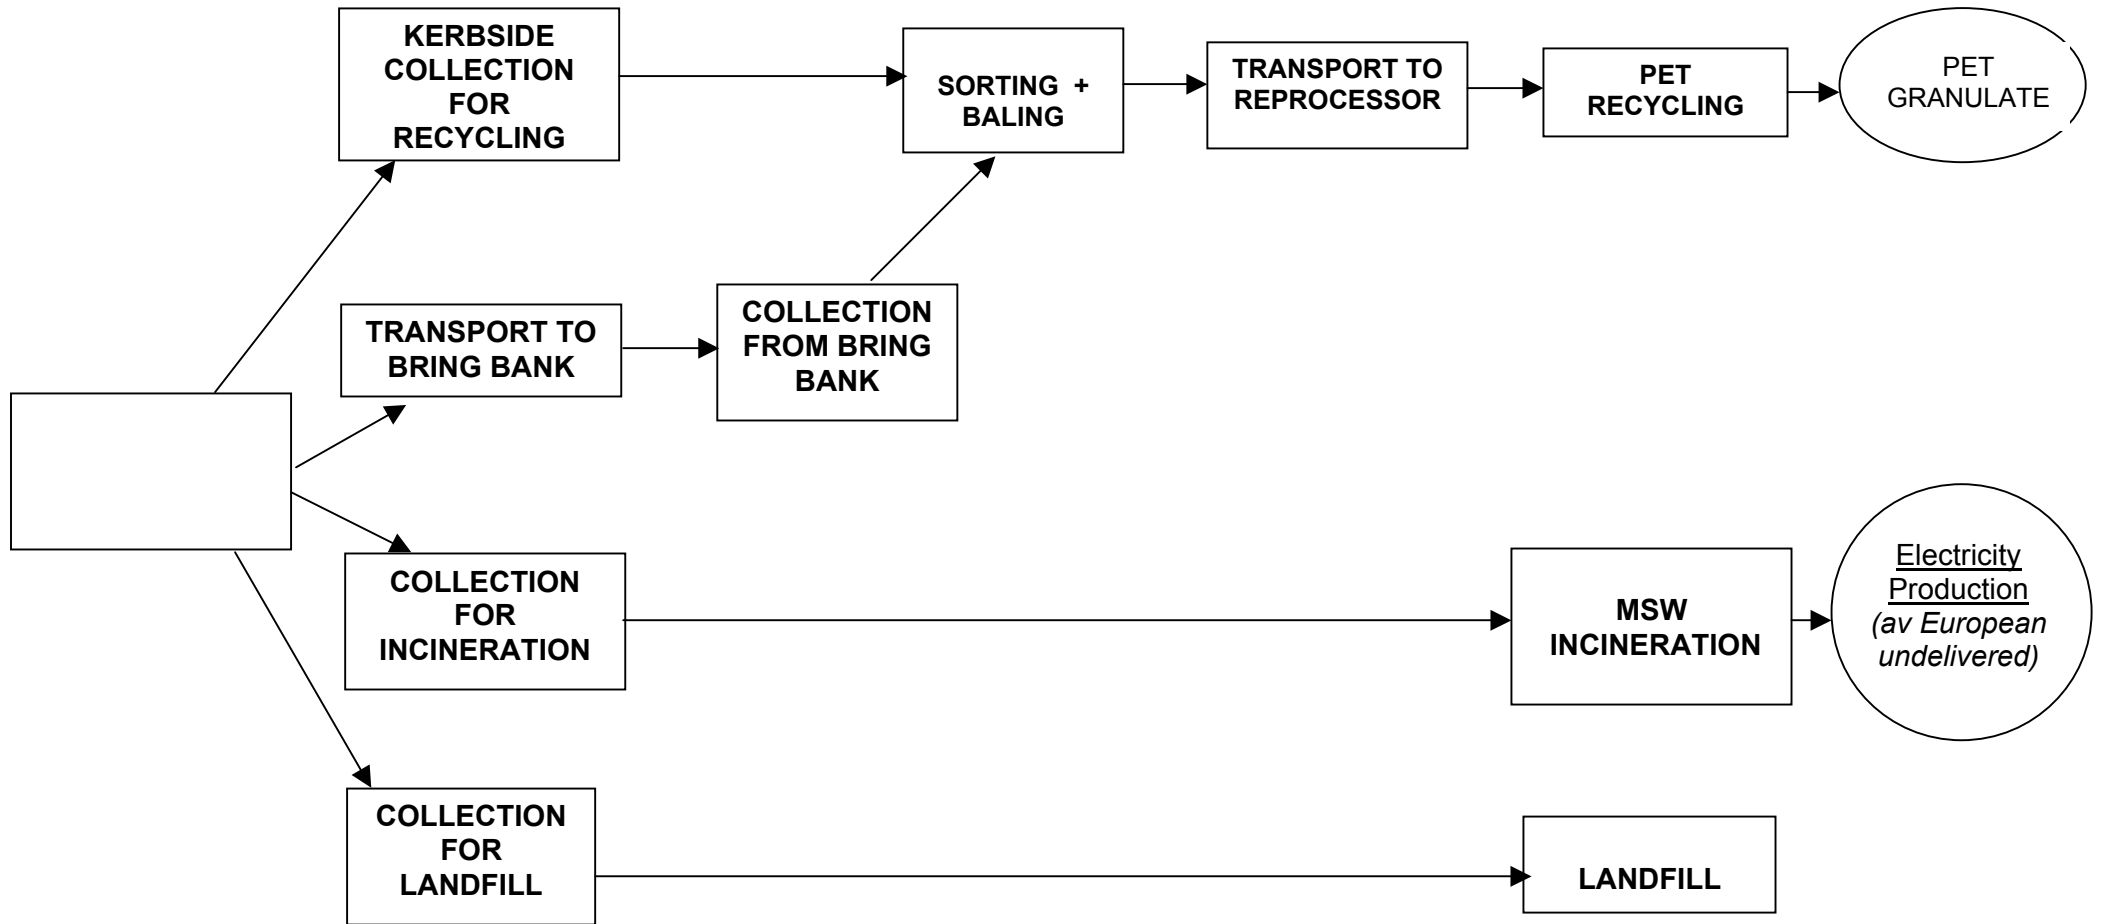 KERBSIDE
COLLECTION
FOR
RECYCLING
SORTING +
BALING
TRANSPORT TO
REPROCESSOR
PET
RECYCLING
PET
GRANULATE
TRANSPORT TO
BRING BANK
COLLECTION
FROM BRING
BANK
COLLECTION
FOR
INCINERATION
MSW
INCINERATION
Electricity
Production
(av European
undelivered)
COLLECTION
FOR
LANDFILL
LANDFILL